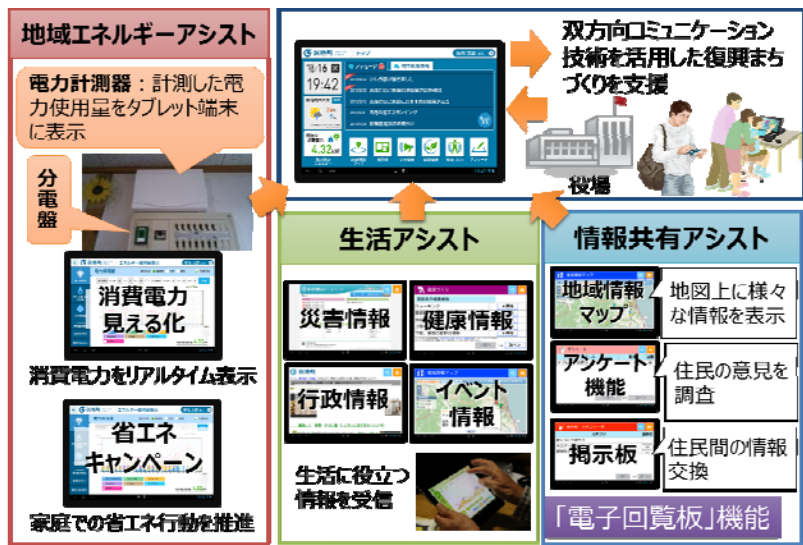 地域エネルギーアシスト
電力計測器：計測した電
力使用量をタブレット端末
に表示
分
電
盤
消費電力
見える化
消費電力をリアルタイム表示
省エネ
キャンペーン
家庭での省エネ行動を推進
トップ
19:42
4.32
双方向コミュニケーション
技術を活用した復興まち
づくりを支援
役場
生活アシスト
災害情報
健康情報
行政情報
イベント
情報
生活に役立つ
情報を受信
情報共有アシスト
地域情報
マップ
地図上に様々
な情報を表示
アンケート
機能
住民の意見を
調査
掲示板
住民間の情報
交換
「電子回覧板」機能